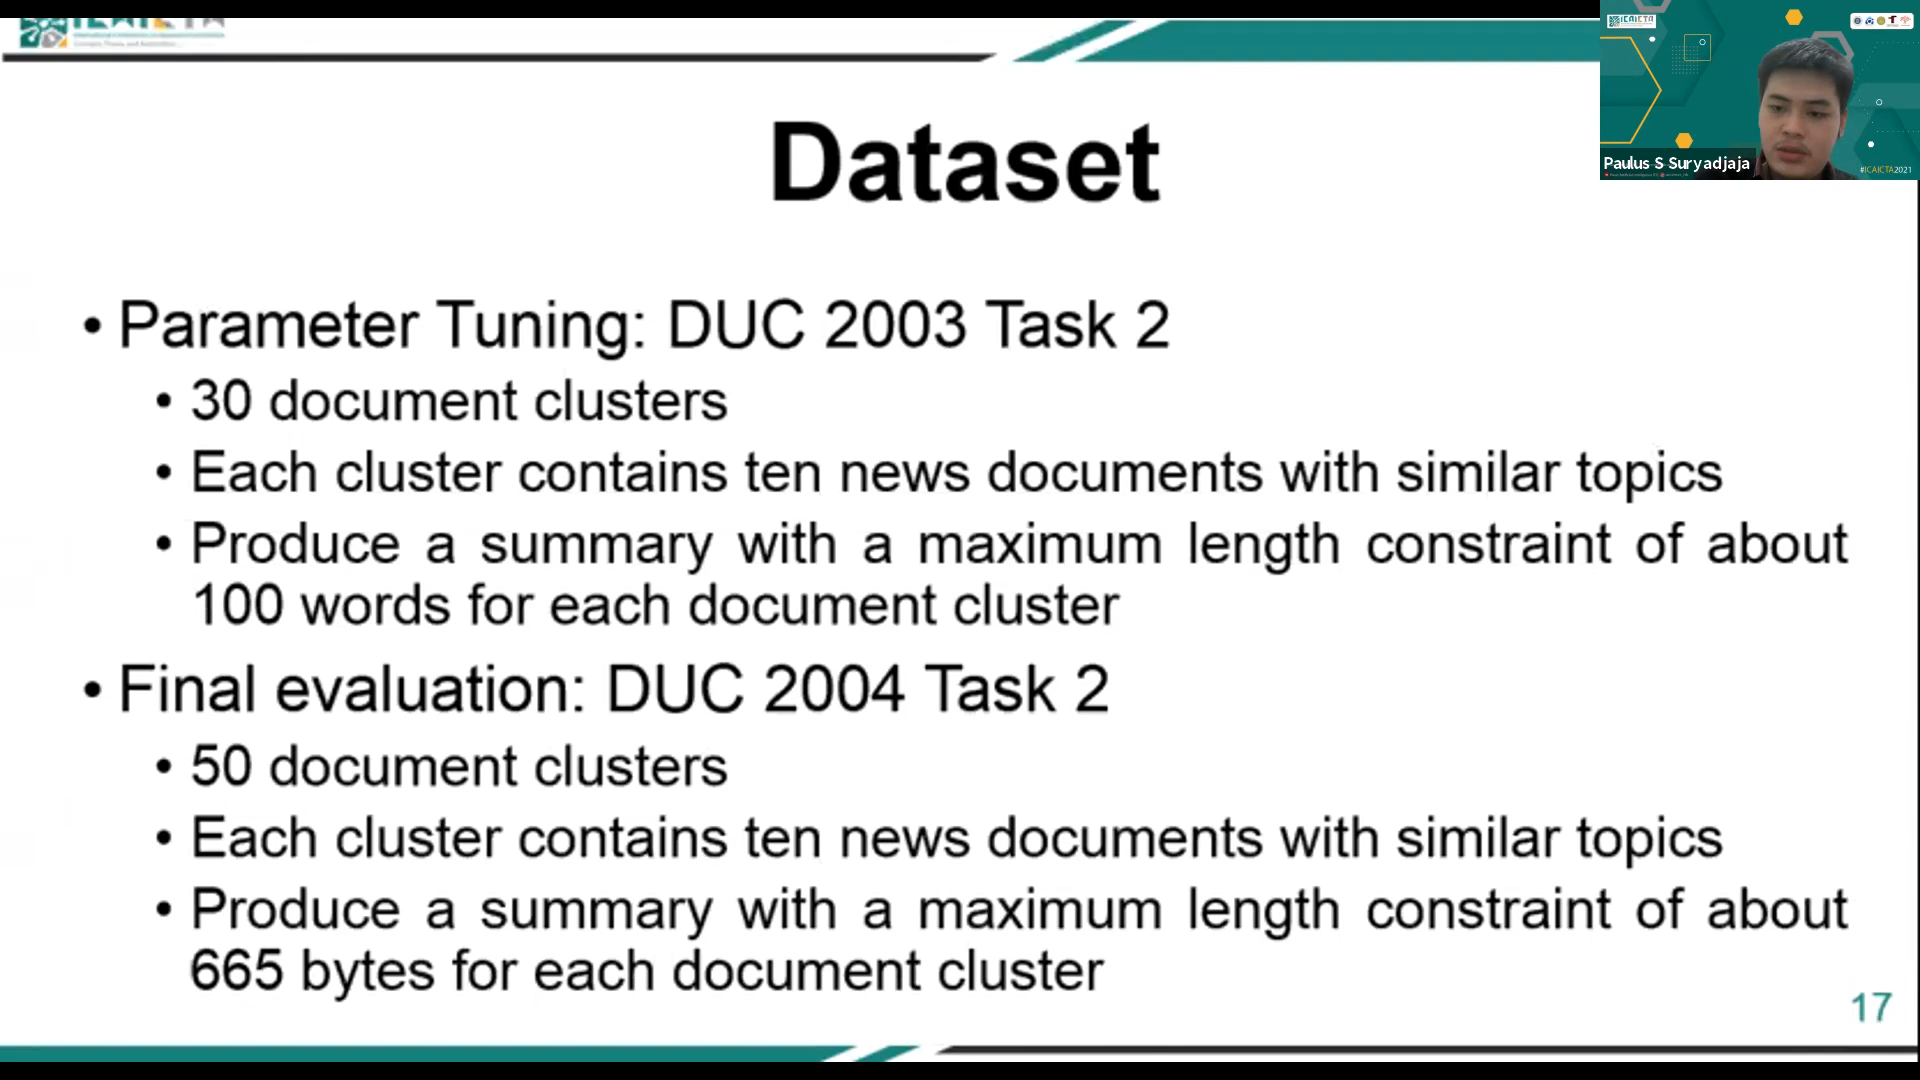 ICAICTA
Dataset
• Parameter Tuning: DUC 2003 Task 2
• 30 document clusters
• Each cluster contains ten news documents with similar topics
• Produce a summary with a maximum length constraint of about
100 words for each document cluster
• Final evaluation: DUC 2004 Task 2
• 50 document clusters
• Each cluster contains ten news documents with similar topics
• Produce a summary with a maximum length constraint of about
665 bytes for each document cluster
17
ICAICTA
Paulus S Suryadjaja
#ICAICTA2021